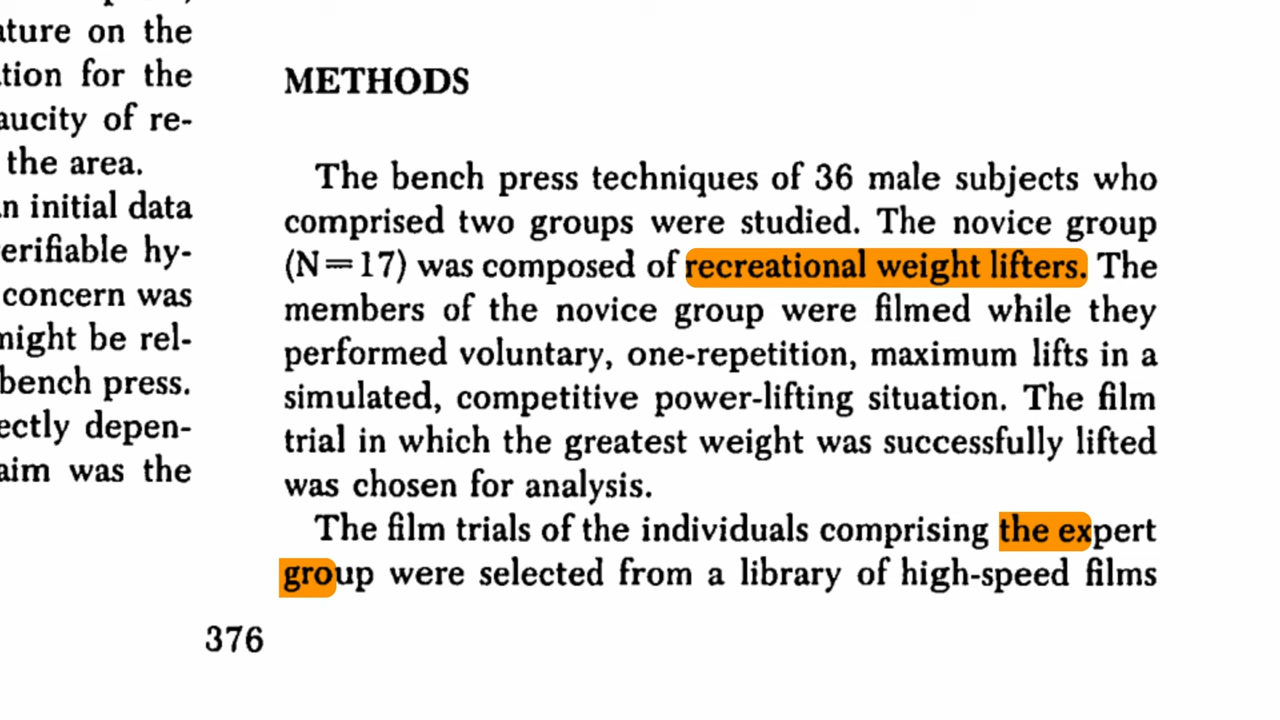 ature on the
tion for the
aucity of re-
the area.
n initial data
erifiable hy-
concern was
might be rel-
bench press.
ectly depen-
aim was the
METHODS
The bench press techniques of 36 male subjects who
comprised two groups were studied. The novice group
(N=17) was composed of recreational weight lifters. The
members of the novice group were filmed while they
performed voluntary, one-repetition, maximum lifts in a
simulated, competitive power-lifting situation. The film
trial in which the greatest weight was successfully lifted
was chosen for analysis.
The film trials of the individuals comprising the expert
group were selected from a library of high-speed films
376